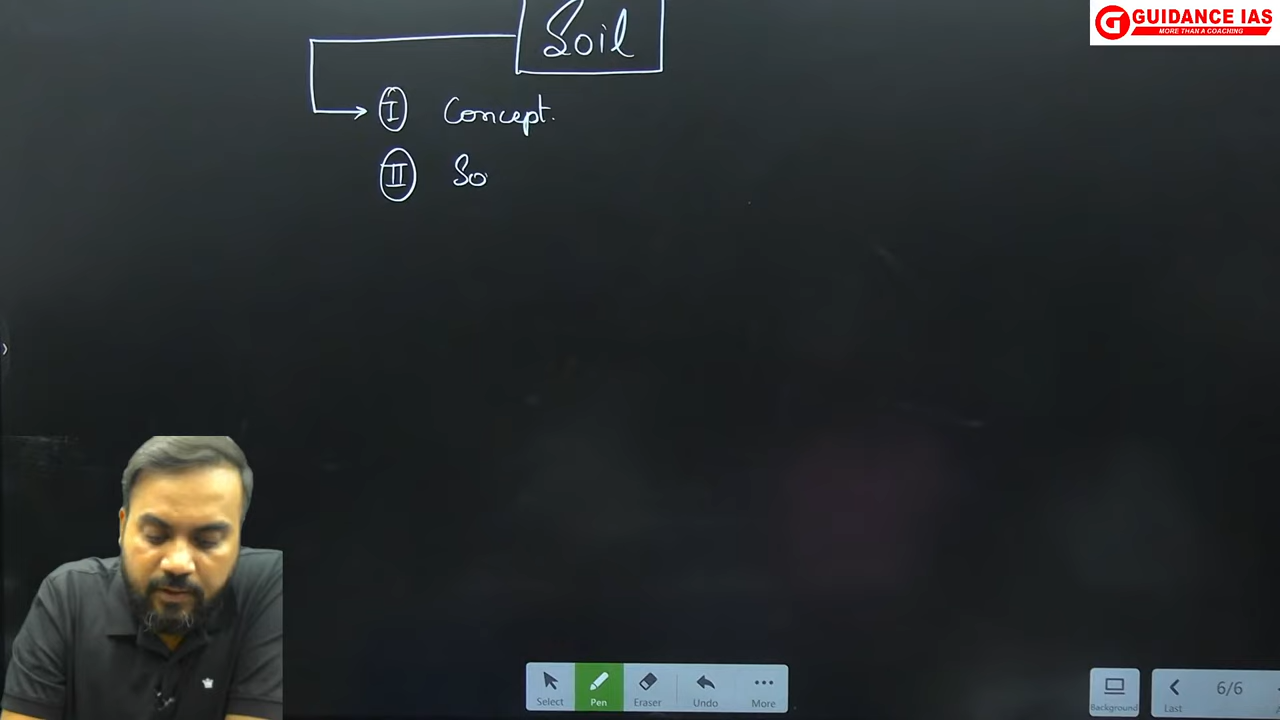 GUIDANCE IAS
MORE THAN A COACHING
Soil
I Concept.
II So
Select
Pen
Eraser
Undo
More
Background
Last
6/6